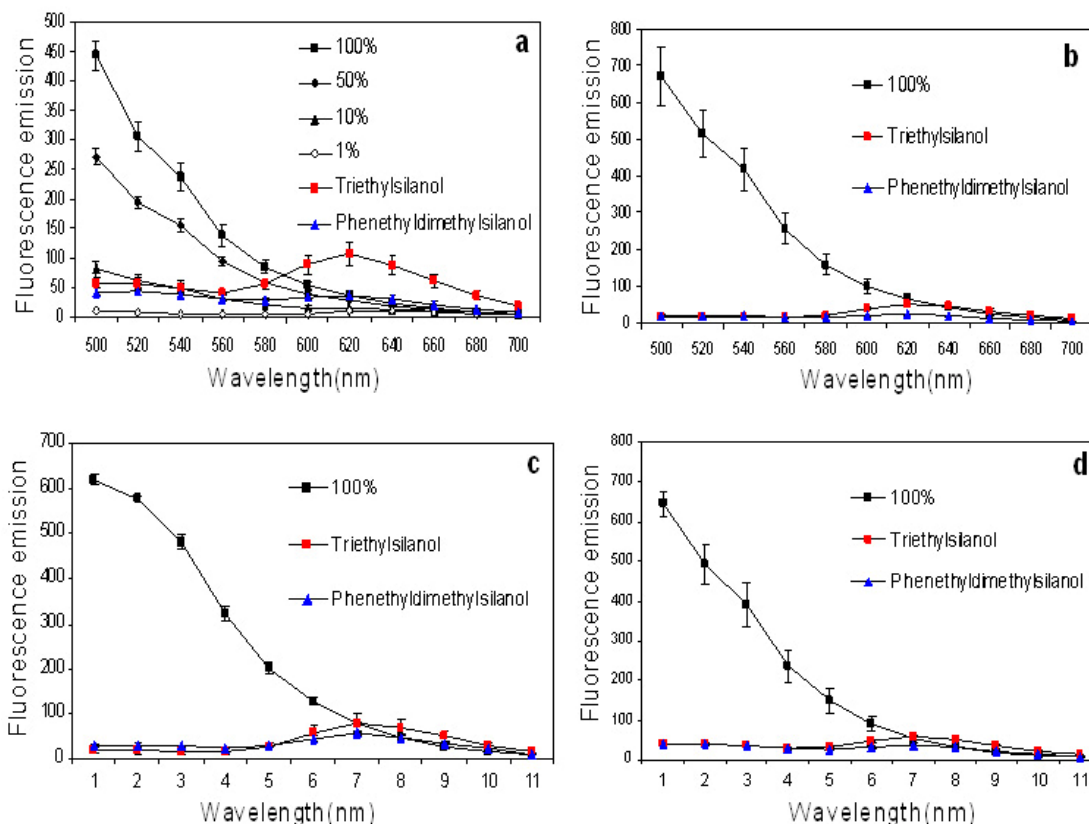 a
Fluorescence emission
500
450
400
350
300
250
200
150
100
50
0
100%
50%
10%
1%
Triethylsilanol
Phenethyldimethylsilanol
500 520 540 560 580 600 620 640 660 680 700
Wavelength(nm)
b
Fluorescence emission
800
700
600
500
400
300
200
100
0
100%
Triethylsilanol
Phenethyldimethylsilanol
500 520 540 560 580 600 620 640 660 680 700
Wavelength(nm)
c
Fluorescence emission
700
600
500
400
300
200
100
0
100%
Triethylsilanol
Phenethyldimethylsilanol
1 2 3 4 5 6 7 8 9 10 11
Wavelength(nm)
d
Fluorescence emission
800
700
600
500
400
300
200
100
0
100%
Triethylsilanol
Phenethyldimethylsilanol
1 2 3 4 5 6 7 8 9 10 11
Wavelength(nm)